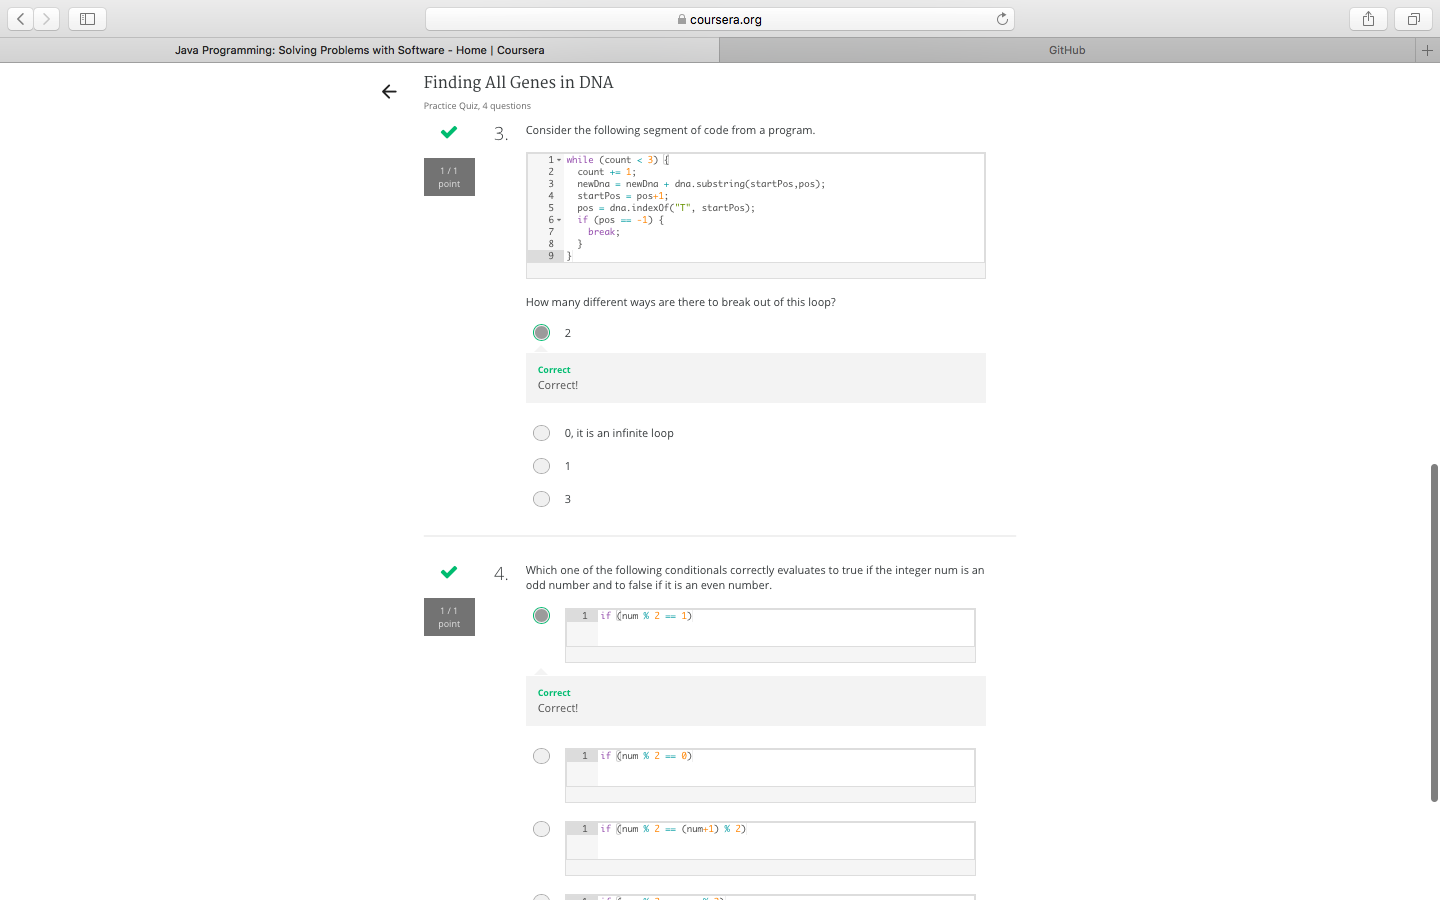 coursera.org
Java Programming: Solving Problems with Software - Home | Coursera
GitHub
Finding All Genes in DNA
Practice Quiz, 4 questions
1 / 1
point
3.
Consider the following segment of code from a program.
1 while (count < 3) {
2 count += 1;
3 newDna = newDna + dna.substring(startPos,pos);
4 startPos = pos+1;
5 pos = dna.indexOf("T", startPos);
6 if (pos == -1) {
7 break;
8 }
9 }
How many different ways are there to break out of this loop?
2
Correct
Correct!
0, it is an infinite loop
1
3
1 / 1
point
4.
Which one of the following conditionals correctly evaluates to true if the integer num is an
odd number and to false if it is an even number.
1 if (num % 2 == 1)
Correct
Correct!
1 if (num % 2 == 0)
1 if (num % 2 == (num+1) % 2)